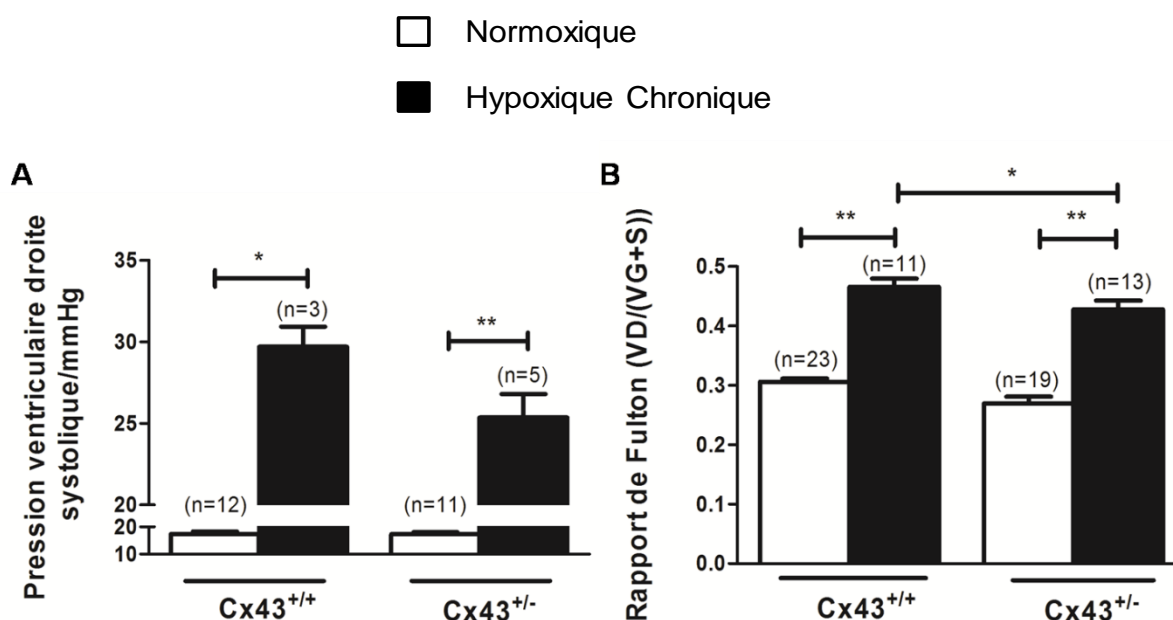 Normoxique
Hypoxique Chronique
A
Pression ventriculaire droite
systolique/mmHg
35
30
25
20
20
10
*
(n=3)
**
(n=5)
(n=12)
(n=11)
Cx43+/+
Cx43+/-
B
Rapport de Fulton (VD/(VG+S))
0.5
0.4
0.3
0.2
0.1
0.0
*
**
**
(n=11)
(n=13)
(n=23)
(n=19)
Cx43+/+
Cx43+/-